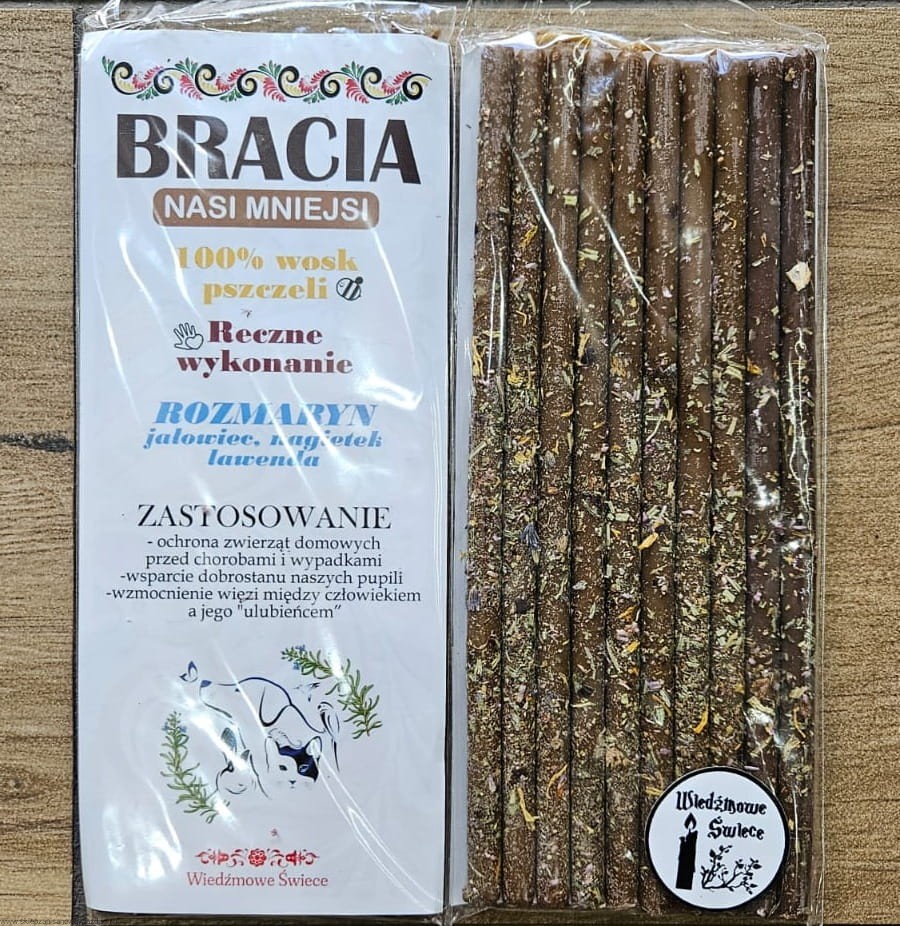 BRACIA
NASI MNIEJSI
100% wosk
pszczeli
Ręczne
wykonanie
ROZMARYN
jałowiec, nagietek
lawenda
ZASTOSOWANIE
- ochrona zwierząt domowych
przed chorobami i wypadkami
-wsparcie dobrostanu naszych pupili
-wzmocnienie więzi między człowiekiem
a jego "ulubieńcem”
Wiedźmowe Świece
Wiedźmowe
Świece